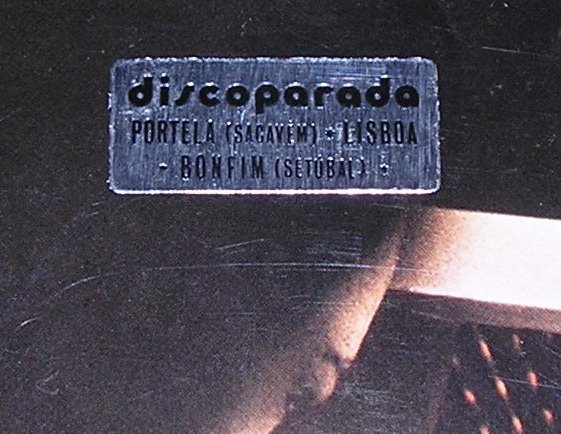 discoparada
PORTELA (SACAVÉM) • LISBOA
• BONFIM (SETÚBAL) •